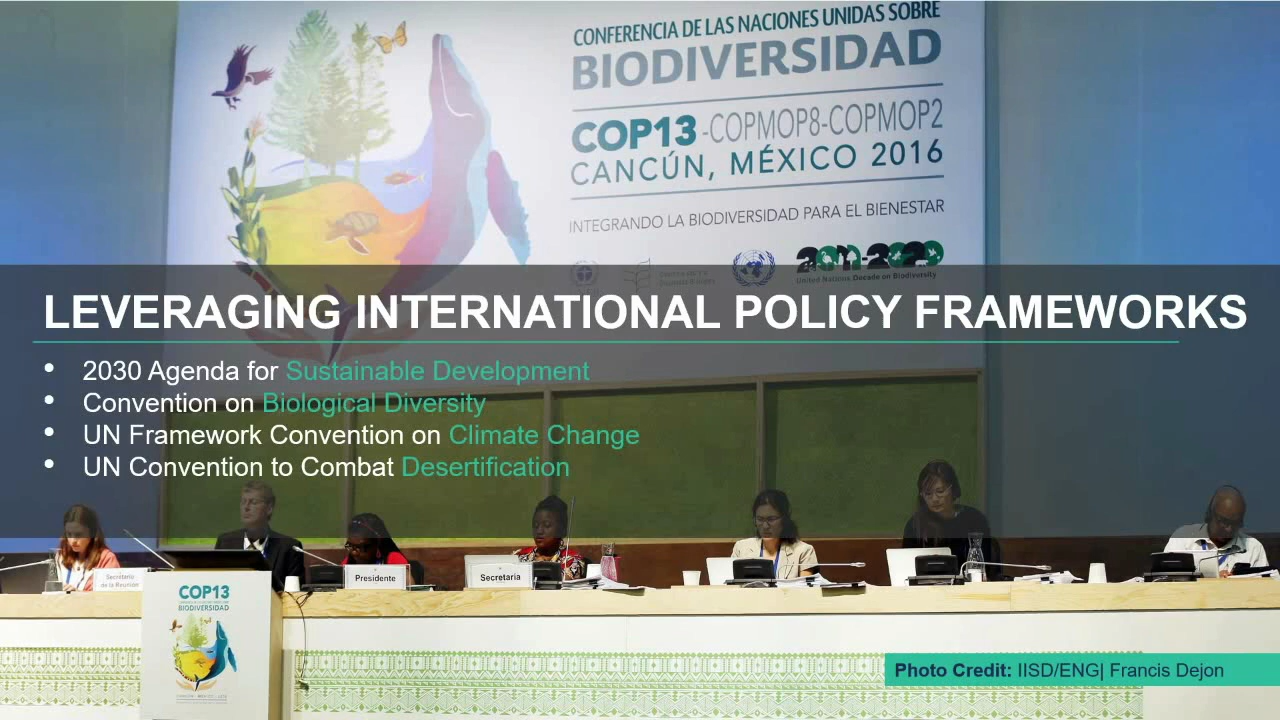 CONFERENCIA DE LAS NACIONES UNIDAS SOBRE
BIODIVERSIDAD
COP13-COPMOP8-COPMOP2
CANCÚN, MÉXICO 2016
INTEGRANDO LA BIODIVERSIDAD PARA EL BIENESTAR
2011-2020
United Nations Decade on Biodiversity
LEVERAGING INTERNATIONAL POLICY FRAMEWORKS
• 2030 Agenda for Sustainable Development
• Convention on Biological Diversity
• UN Framework Convention on Climate Change
• UN Convention to Combat Desertification
Secretario
de la Reunión
Presidente
Secretaria
COP13
BIODIVERSIDAD
Photo Credit: IISD/ENG| Francis Dejon